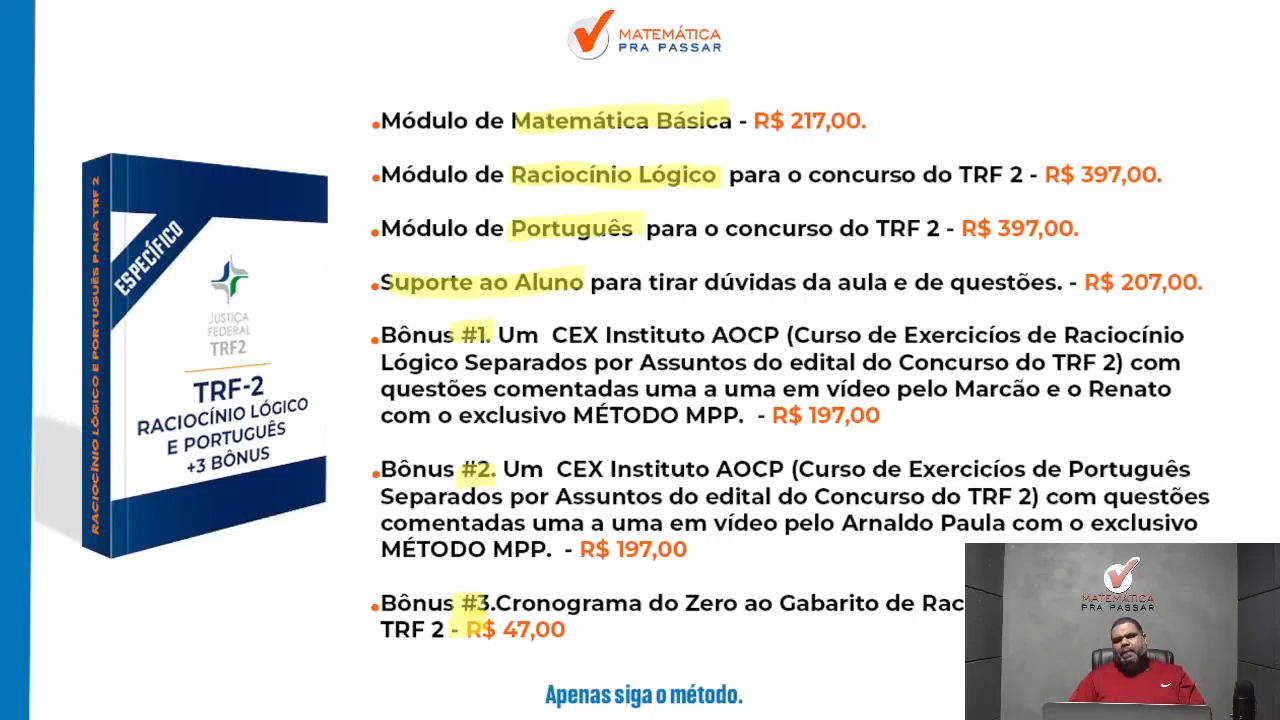 MATEMÁTICA
PRA PASSAR
Módulo de Matemática Básica - R$ 217,00.
Módulo de Raciocínio Lógico para o concurso do TRF 2 - R$ 397,00.
Módulo de Português para o concurso do TRF 2 - R$ 397,00.
Suporte ao Aluno para tirar dúvidas da aula e de questões. - R$ 207,00.
Bônus #1. Um CEX Instituto AOCP (Curso de Exercicíos de Raciocínio
Lógico Separados por Assuntos do edital do Concurso do TRF 2) com
questões comentadas uma a uma em vídeo pelo Marcão e o Renato
com o exclusivo MÉTODO MPP. - R$ 197,00
Bônus #2. Um CEX Instituto AOCP (Curso de Exercicíos de Português
Separados por Assuntos do edital do Concurso do TRF 2) com questões
comentadas uma a uma em vídeo pelo Arnaldo Paula com o exclusivo
MÉTODO MPP. - R$ 197,00
Bônus #3.Cronograma do Zero ao Gabarito de
TRF 2 - R$ 47,00
Apenas siga o método.
RACIOCÍNIO LÓGICO E PORTUGUÊS PARA TRF 2
ESPECÍFICO
JUSTIÇA
FEDERAL
TRF2
TRF-2
RACIOCÍNIO LÓGICO
E PORTUGUÊS
+3 BÔNUS
MATEMÁTICA
PRA PASSAR